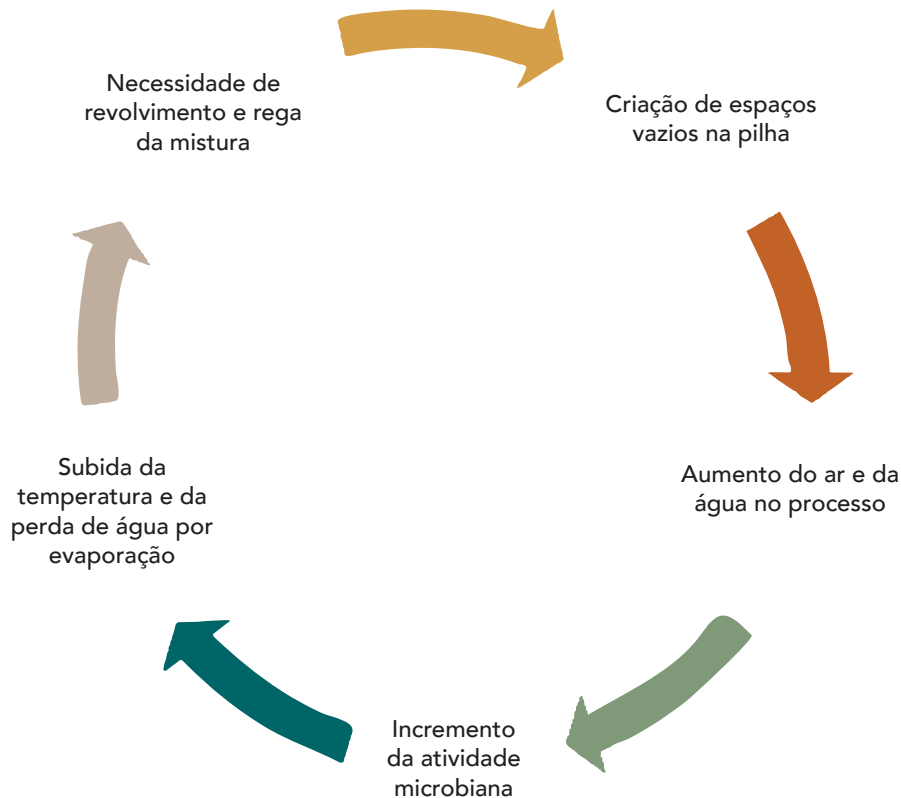 Necessidade de
revolvimento e rega
da mistura
Criação de espaços
vazios na pilha
Aumento do ar e da
água no processo
Incremento
da atividade
microbiana
Subida da
temperatura e da
perda de água por
evaporação